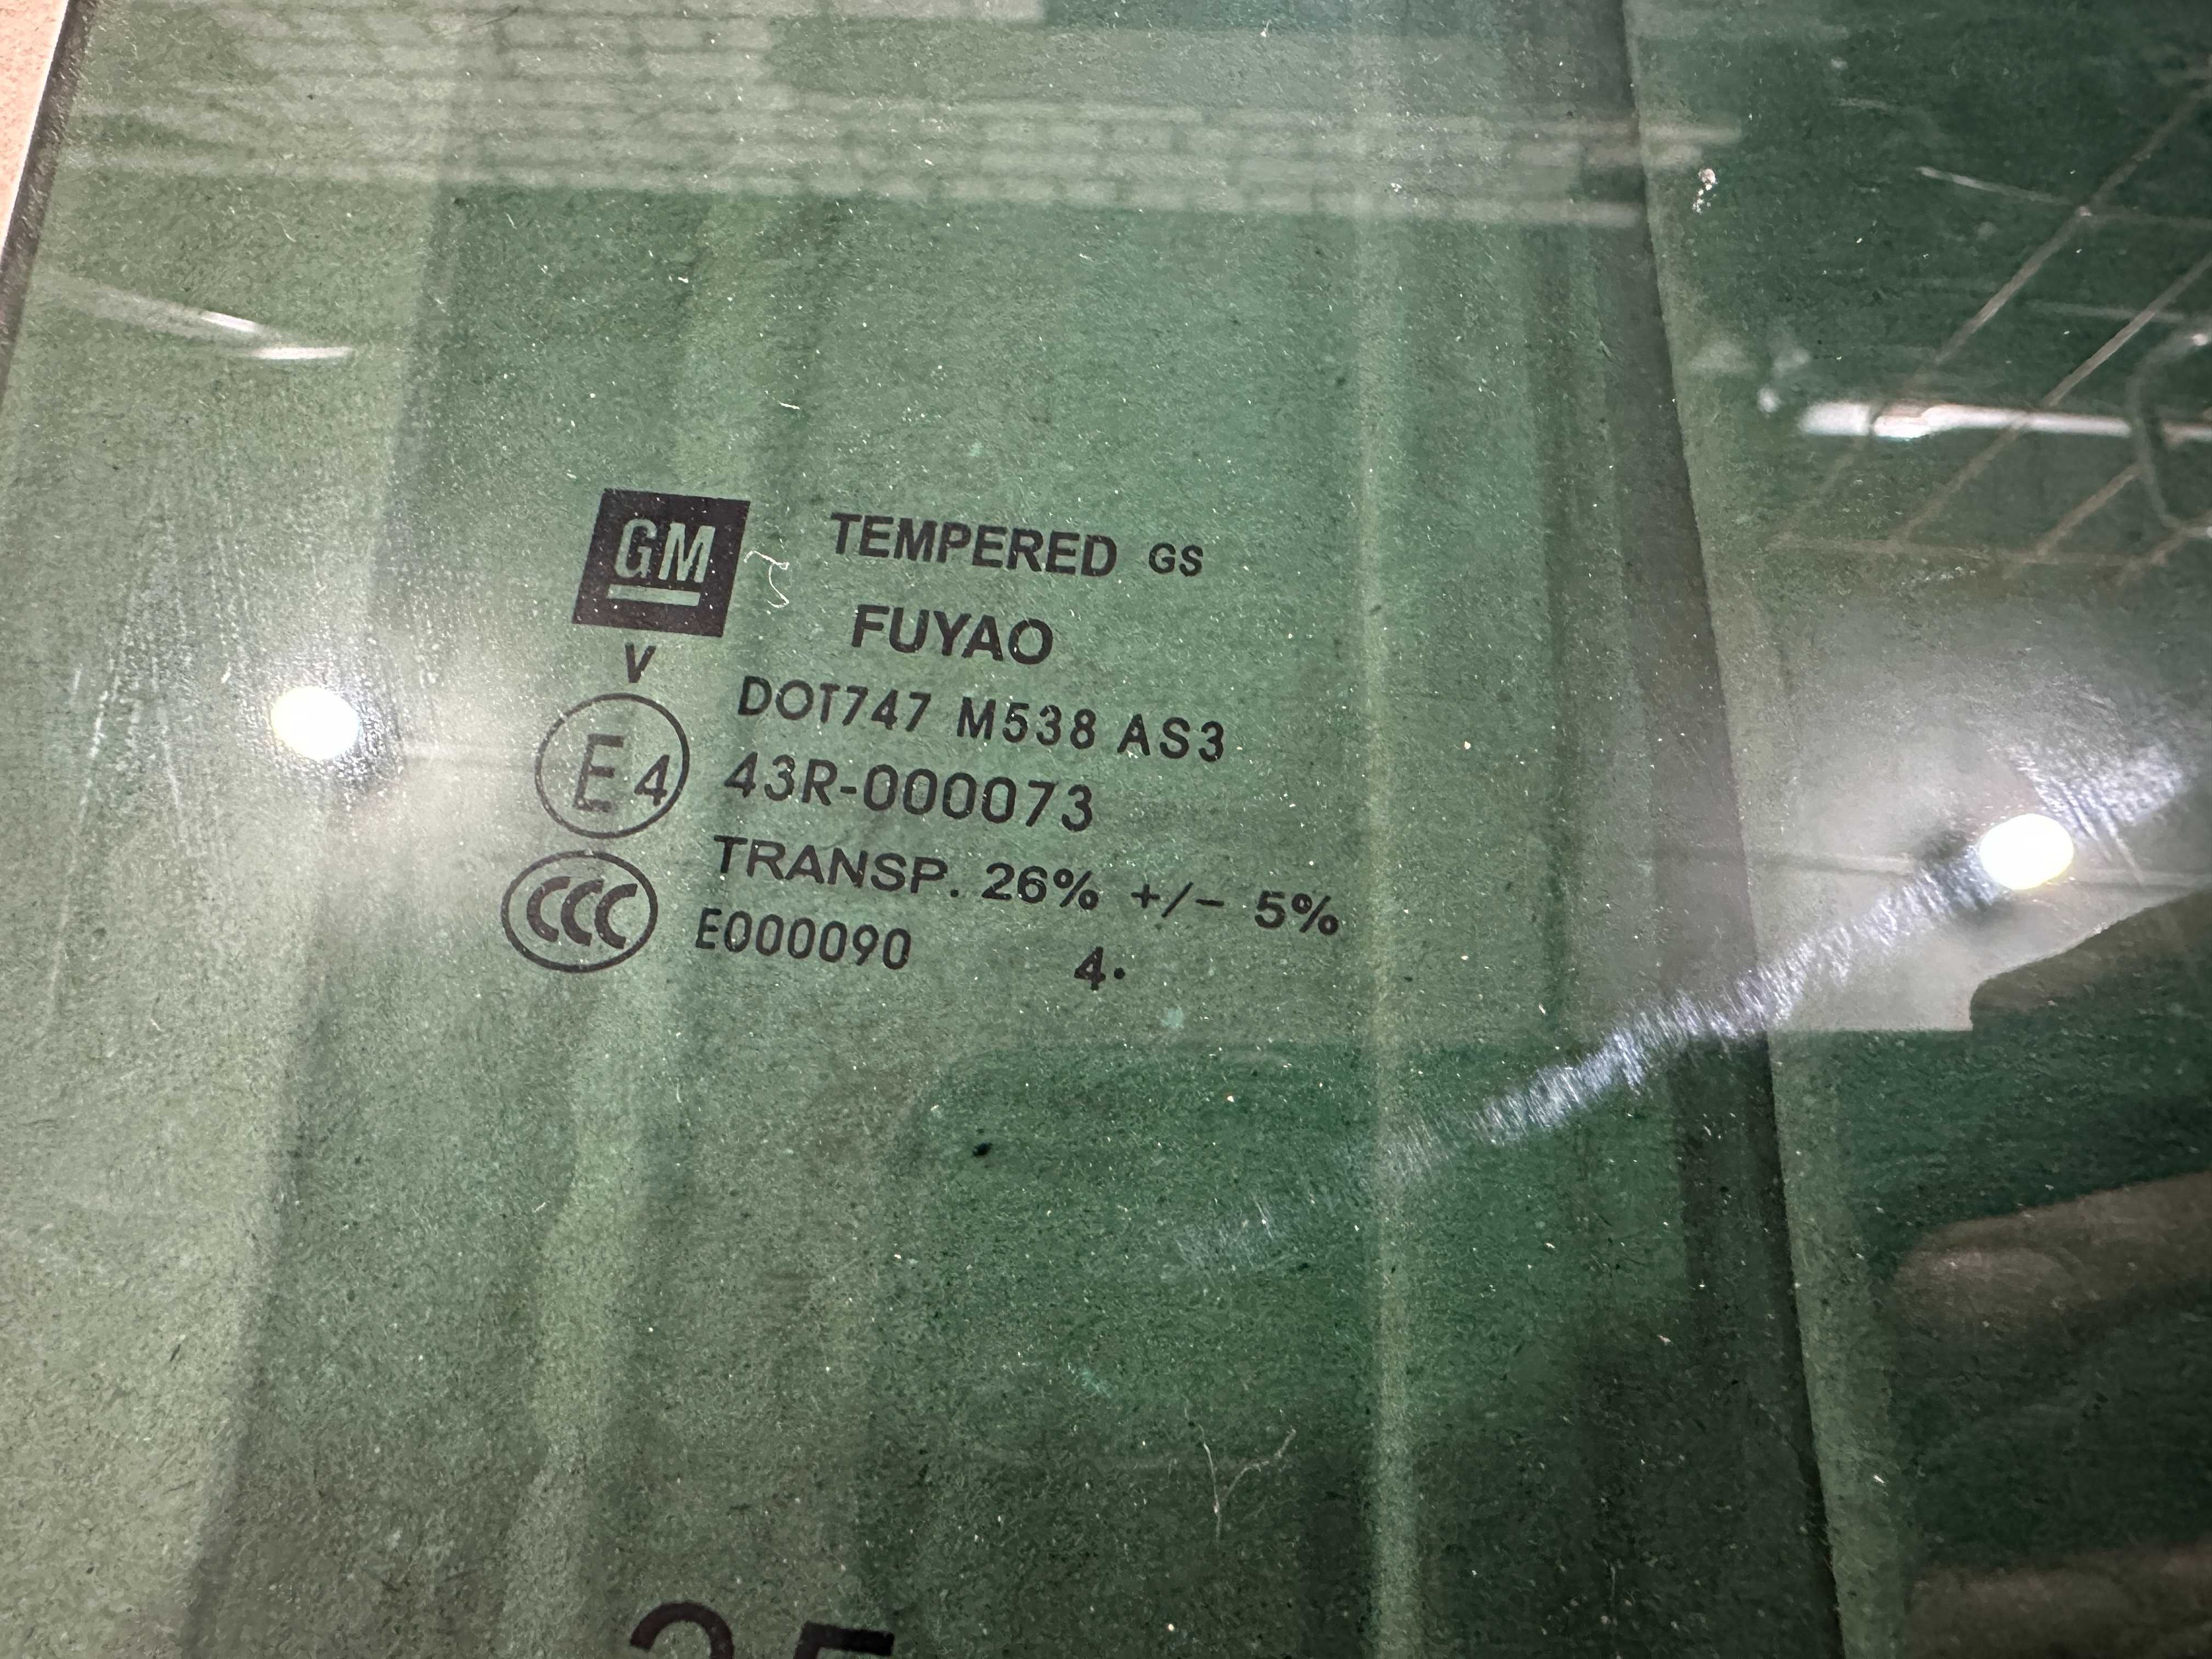 GM TEMPERED GS
V FUYAO
DOT747 M538 AS3
E4 43R-000073
TRANSP. 26% +/- 5%
CCC E000090 4.